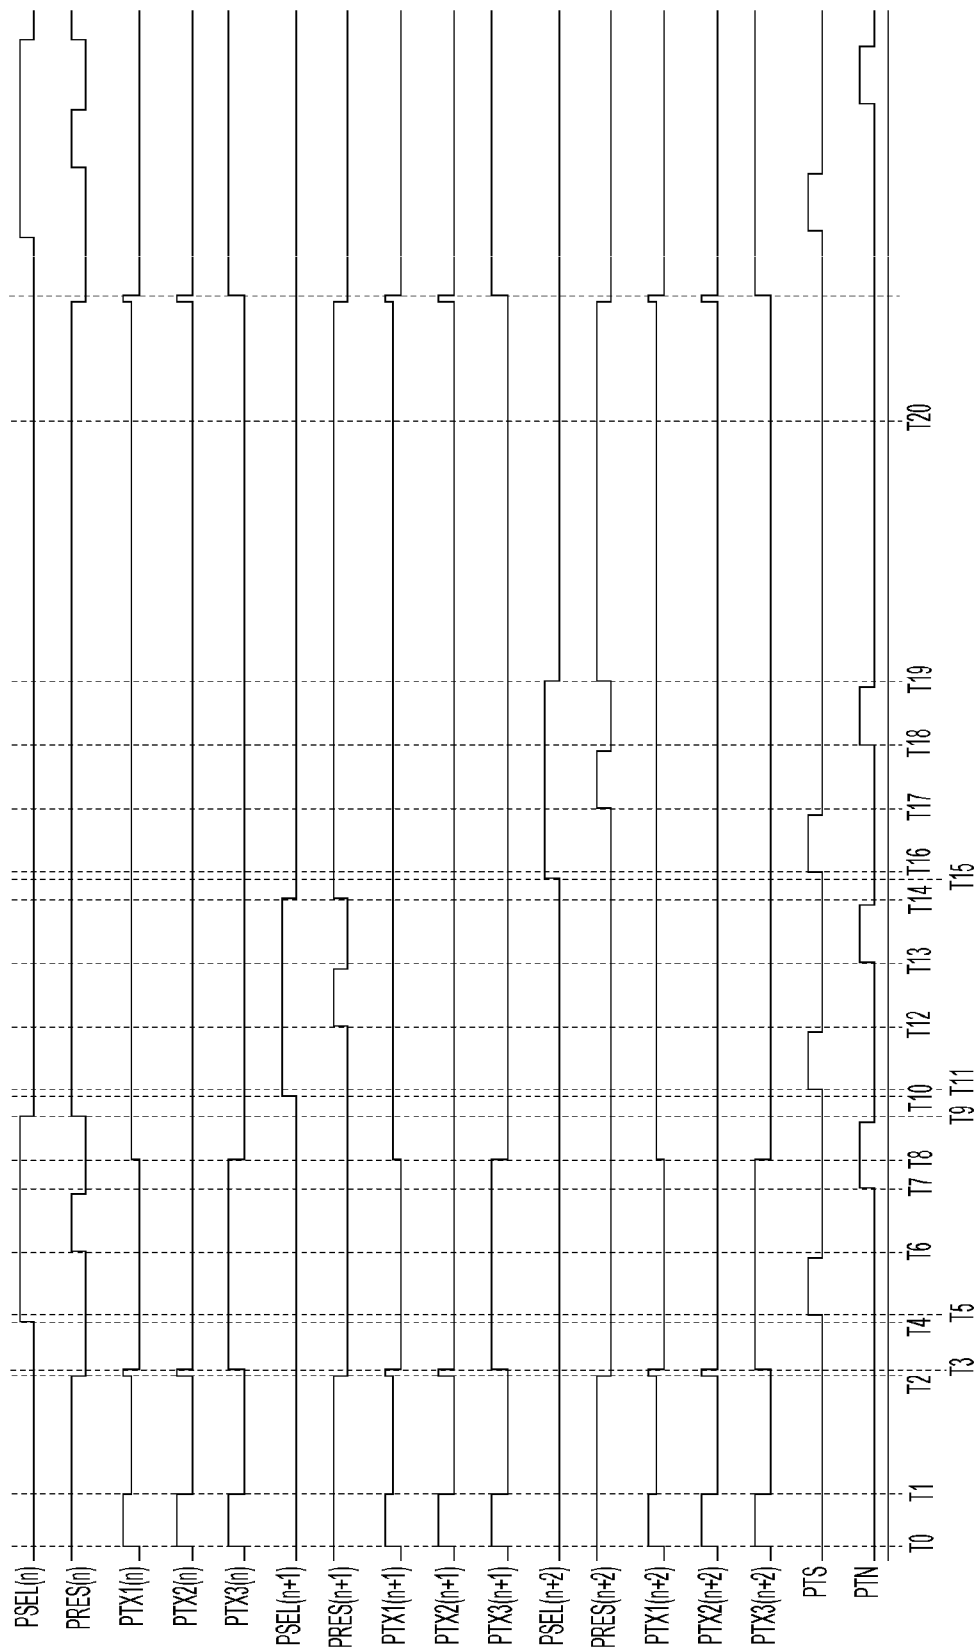 PSEL(n)
PRES(n)
PTX1(n)
PTX2(n)
PTX3(n)
PSEL(n+1)
PRES(n+1)
PTX1(n+1)
PTX2(n+1)
PTX3(n+1)
PSEL(n+2)
PRES(n+2)
PTX1(n+2)
PTX2(n+2)
PTX3(n+2)
PTS
PTN
T0
T1
T2
T3
T4
T5
T6
T7
T8
T9
T10
T11
T12
T13
T14
T15
T16
T17
T18
T19
T20